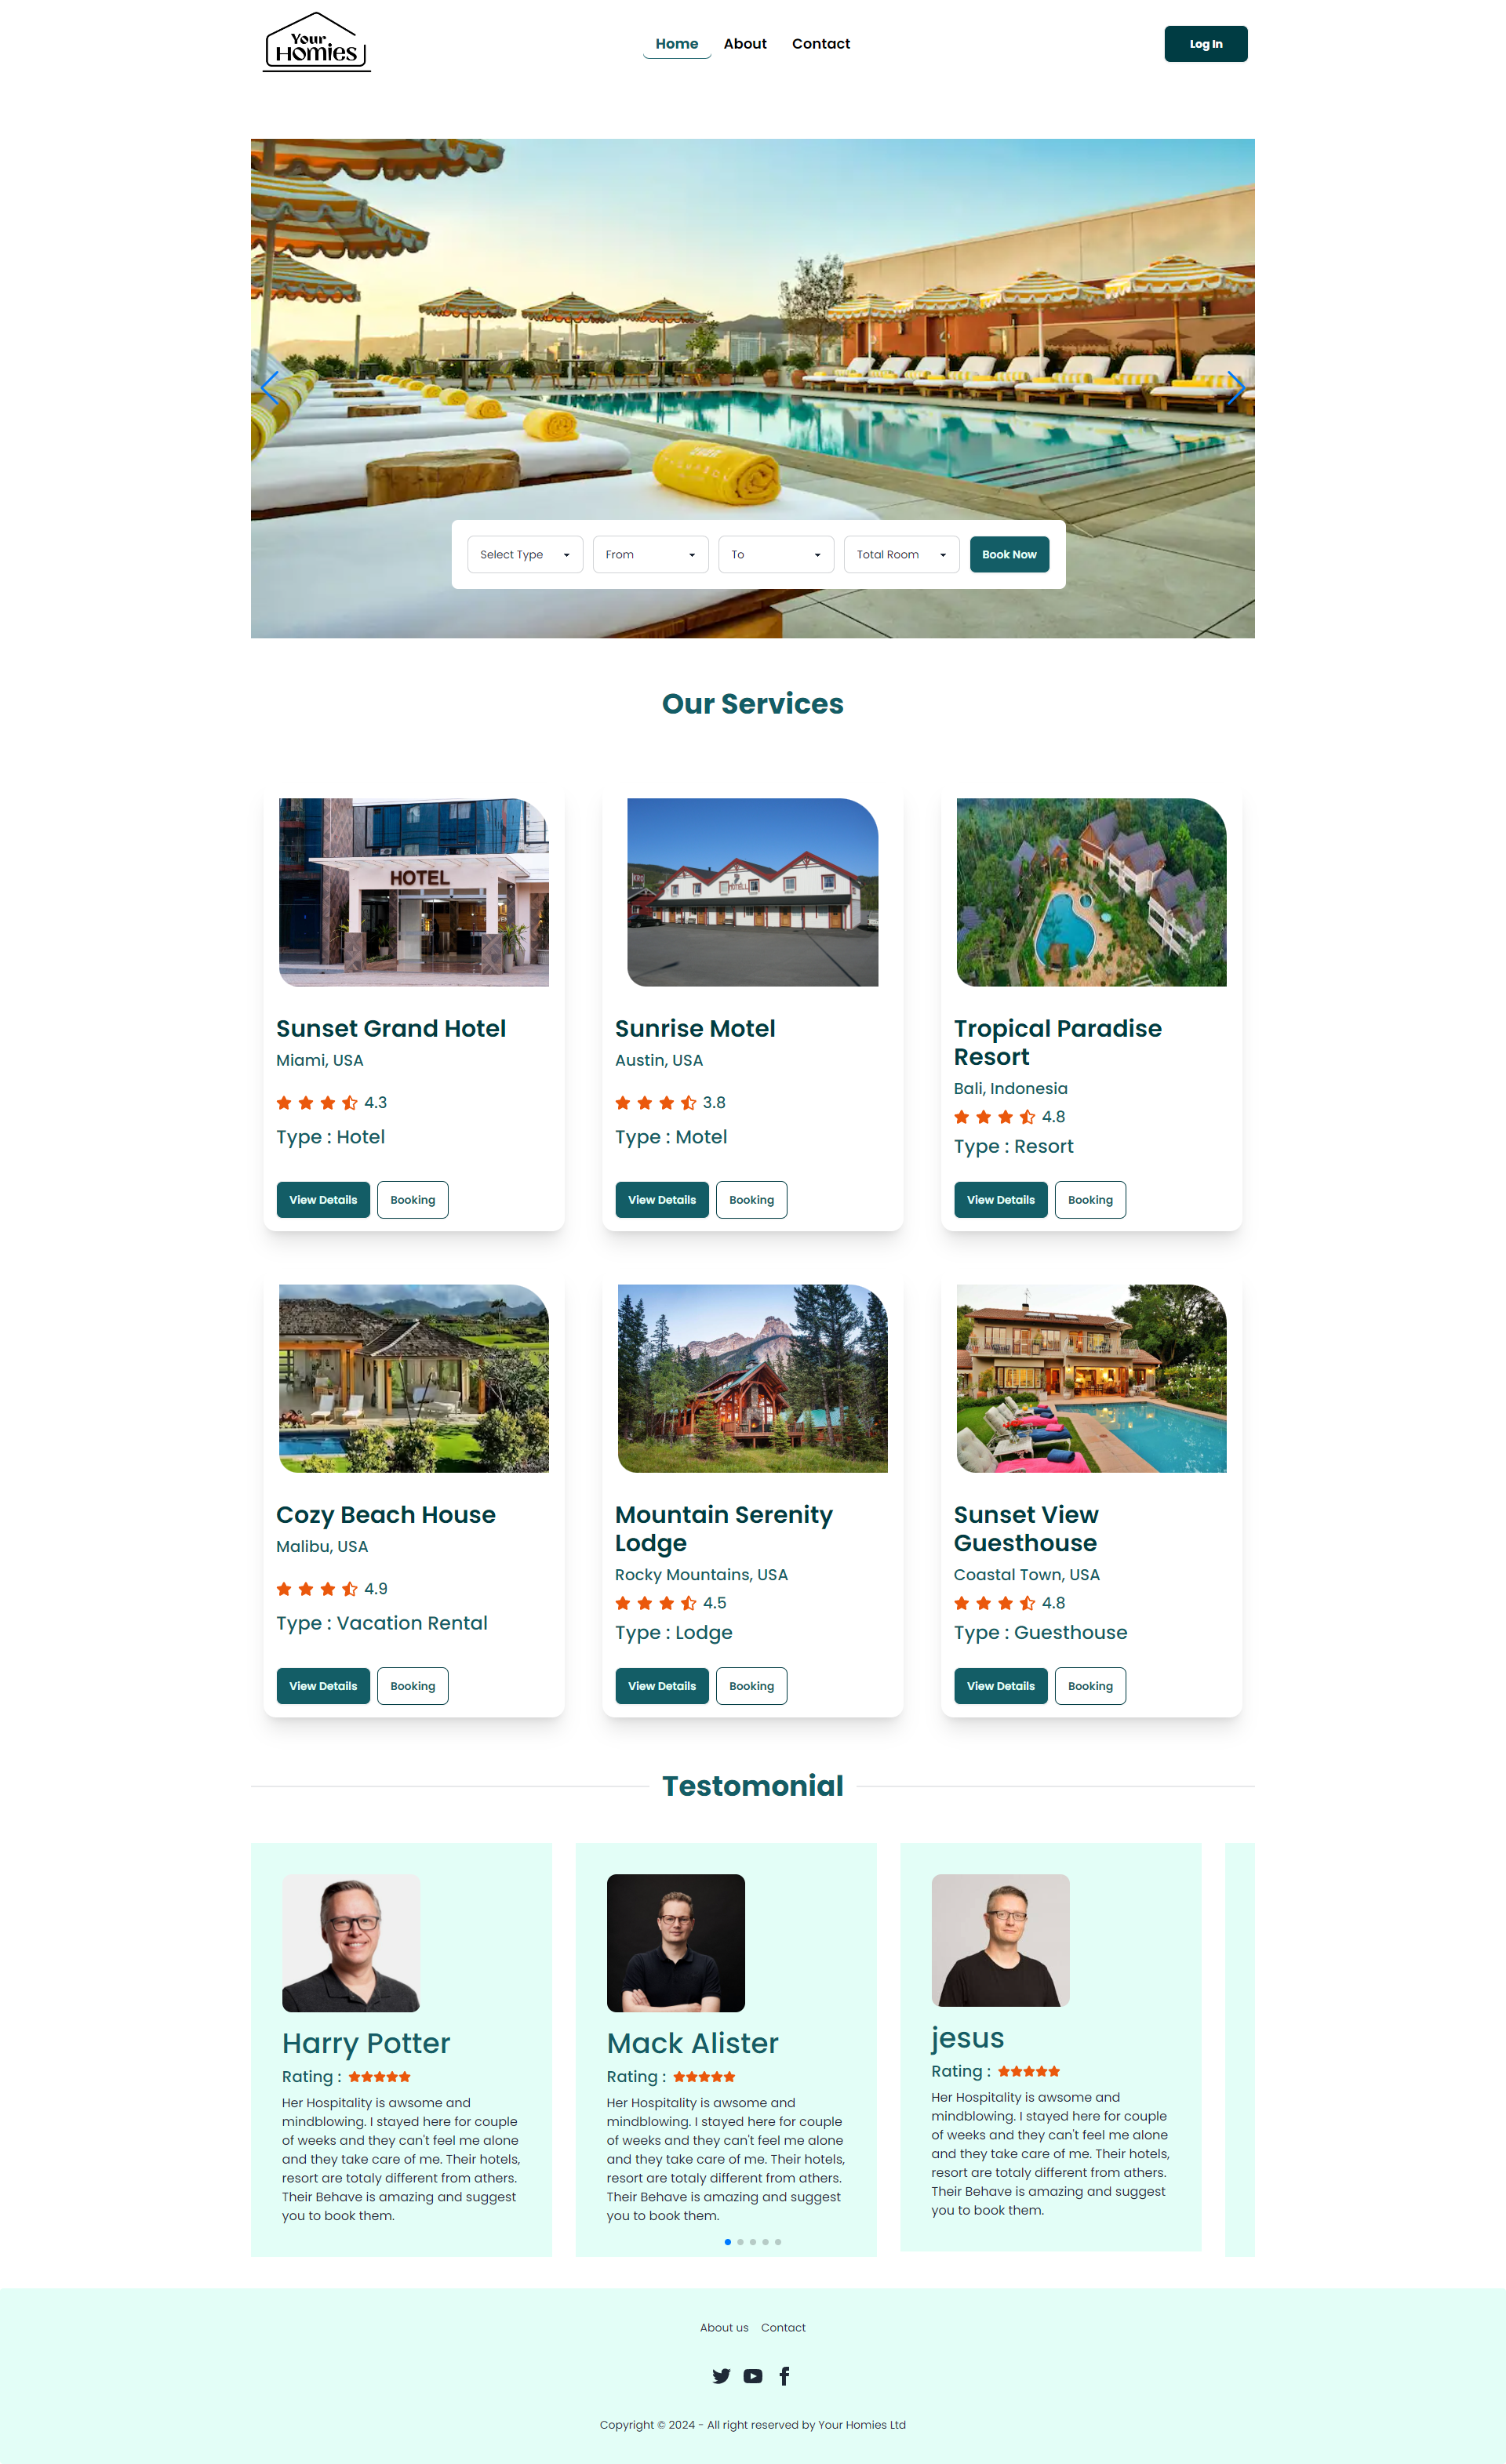 Your
Homies
Home About Contact
Log In
Select Type From To Total Room Book Now
Our Services
HOTEL
Sunset Grand Hotel
Miami, USA
4.3
Type : Hotel
View Details Booking
Sunrise Motel
Austin, USA
3.8
Type : Motel
View Details Booking
Tropical Paradise
Resort
Bali, Indonesia
4.8
Type : Resort
View Details Booking
Cozy Beach House
Malibu, USA
4.9
Type : Vacation Rental
View Details Booking
Mountain Serenity
Lodge
Rocky Mountains, USA
4.5
Type : Lodge
View Details Booking
Sunset View
Guesthouse
Coastal Town, USA
4.8
Type : Guesthouse
View Details Booking
Testomonial
Harry Potter
Rating :
Her Hospitality is awsome and
mindblowing. I stayed here for couple
of weeks and they can't feel me alone
and they take care of me. Their hotels,
resort are totaly different from athers.
Their Behave is amazing and suggest
you to book them.
Mack Alister
Rating :
Her Hospitality is awsome and
mindblowing. I stayed here for couple
of weeks and they can't feel me alone
and they take care of me. Their hotels,
resort are totaly different from athers.
Their Behave is amazing and suggest
you to book them.
jesus
Rating :
Her Hospitality is awsome and
mindblowing. I stayed here for couple
of weeks and they can't feel me alone
and they take care of me. Their hotels,
resort are totaly different from athers.
Their Behave is amazing and suggest
you to book them.
About us Contact
Copyright © 2024 - All right reserved by Your Homies Ltd